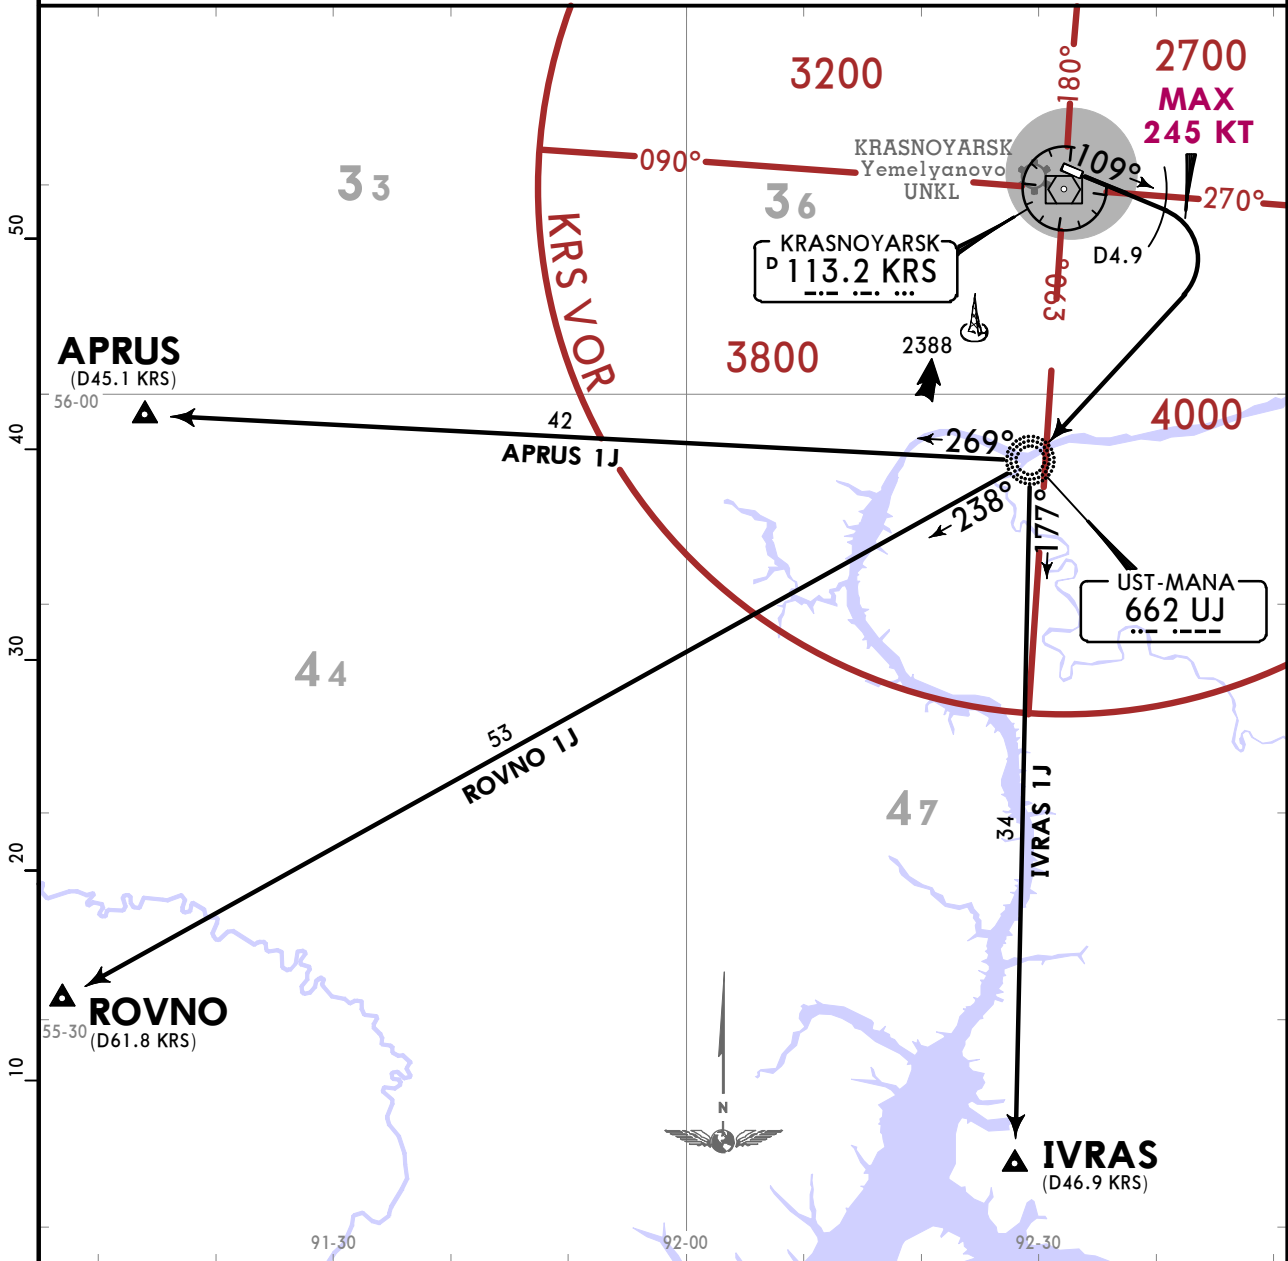 3200
180°
2700
MAX
245 KT
KRASNOYARSK
Yemelyanovo
UNKL
090°
109°
33
36
270°
50
KRSVOR
KRASNOYARSK
D 113.2 KRS
D4.9
063°
APRUS
(D45.1 KRS)
3800
2388
56-00
4000
40
42
APRUS 1J
269°
238°
177°
UST-MANA
662 UJ
30
44
53
ROVNO 1J
47
34
IVRAS 1J
20
ROVNO
(D61.8 KRS)
55-30
10
N
IVRAS
(D46.9 KRS)
91-30
92-00
92-30